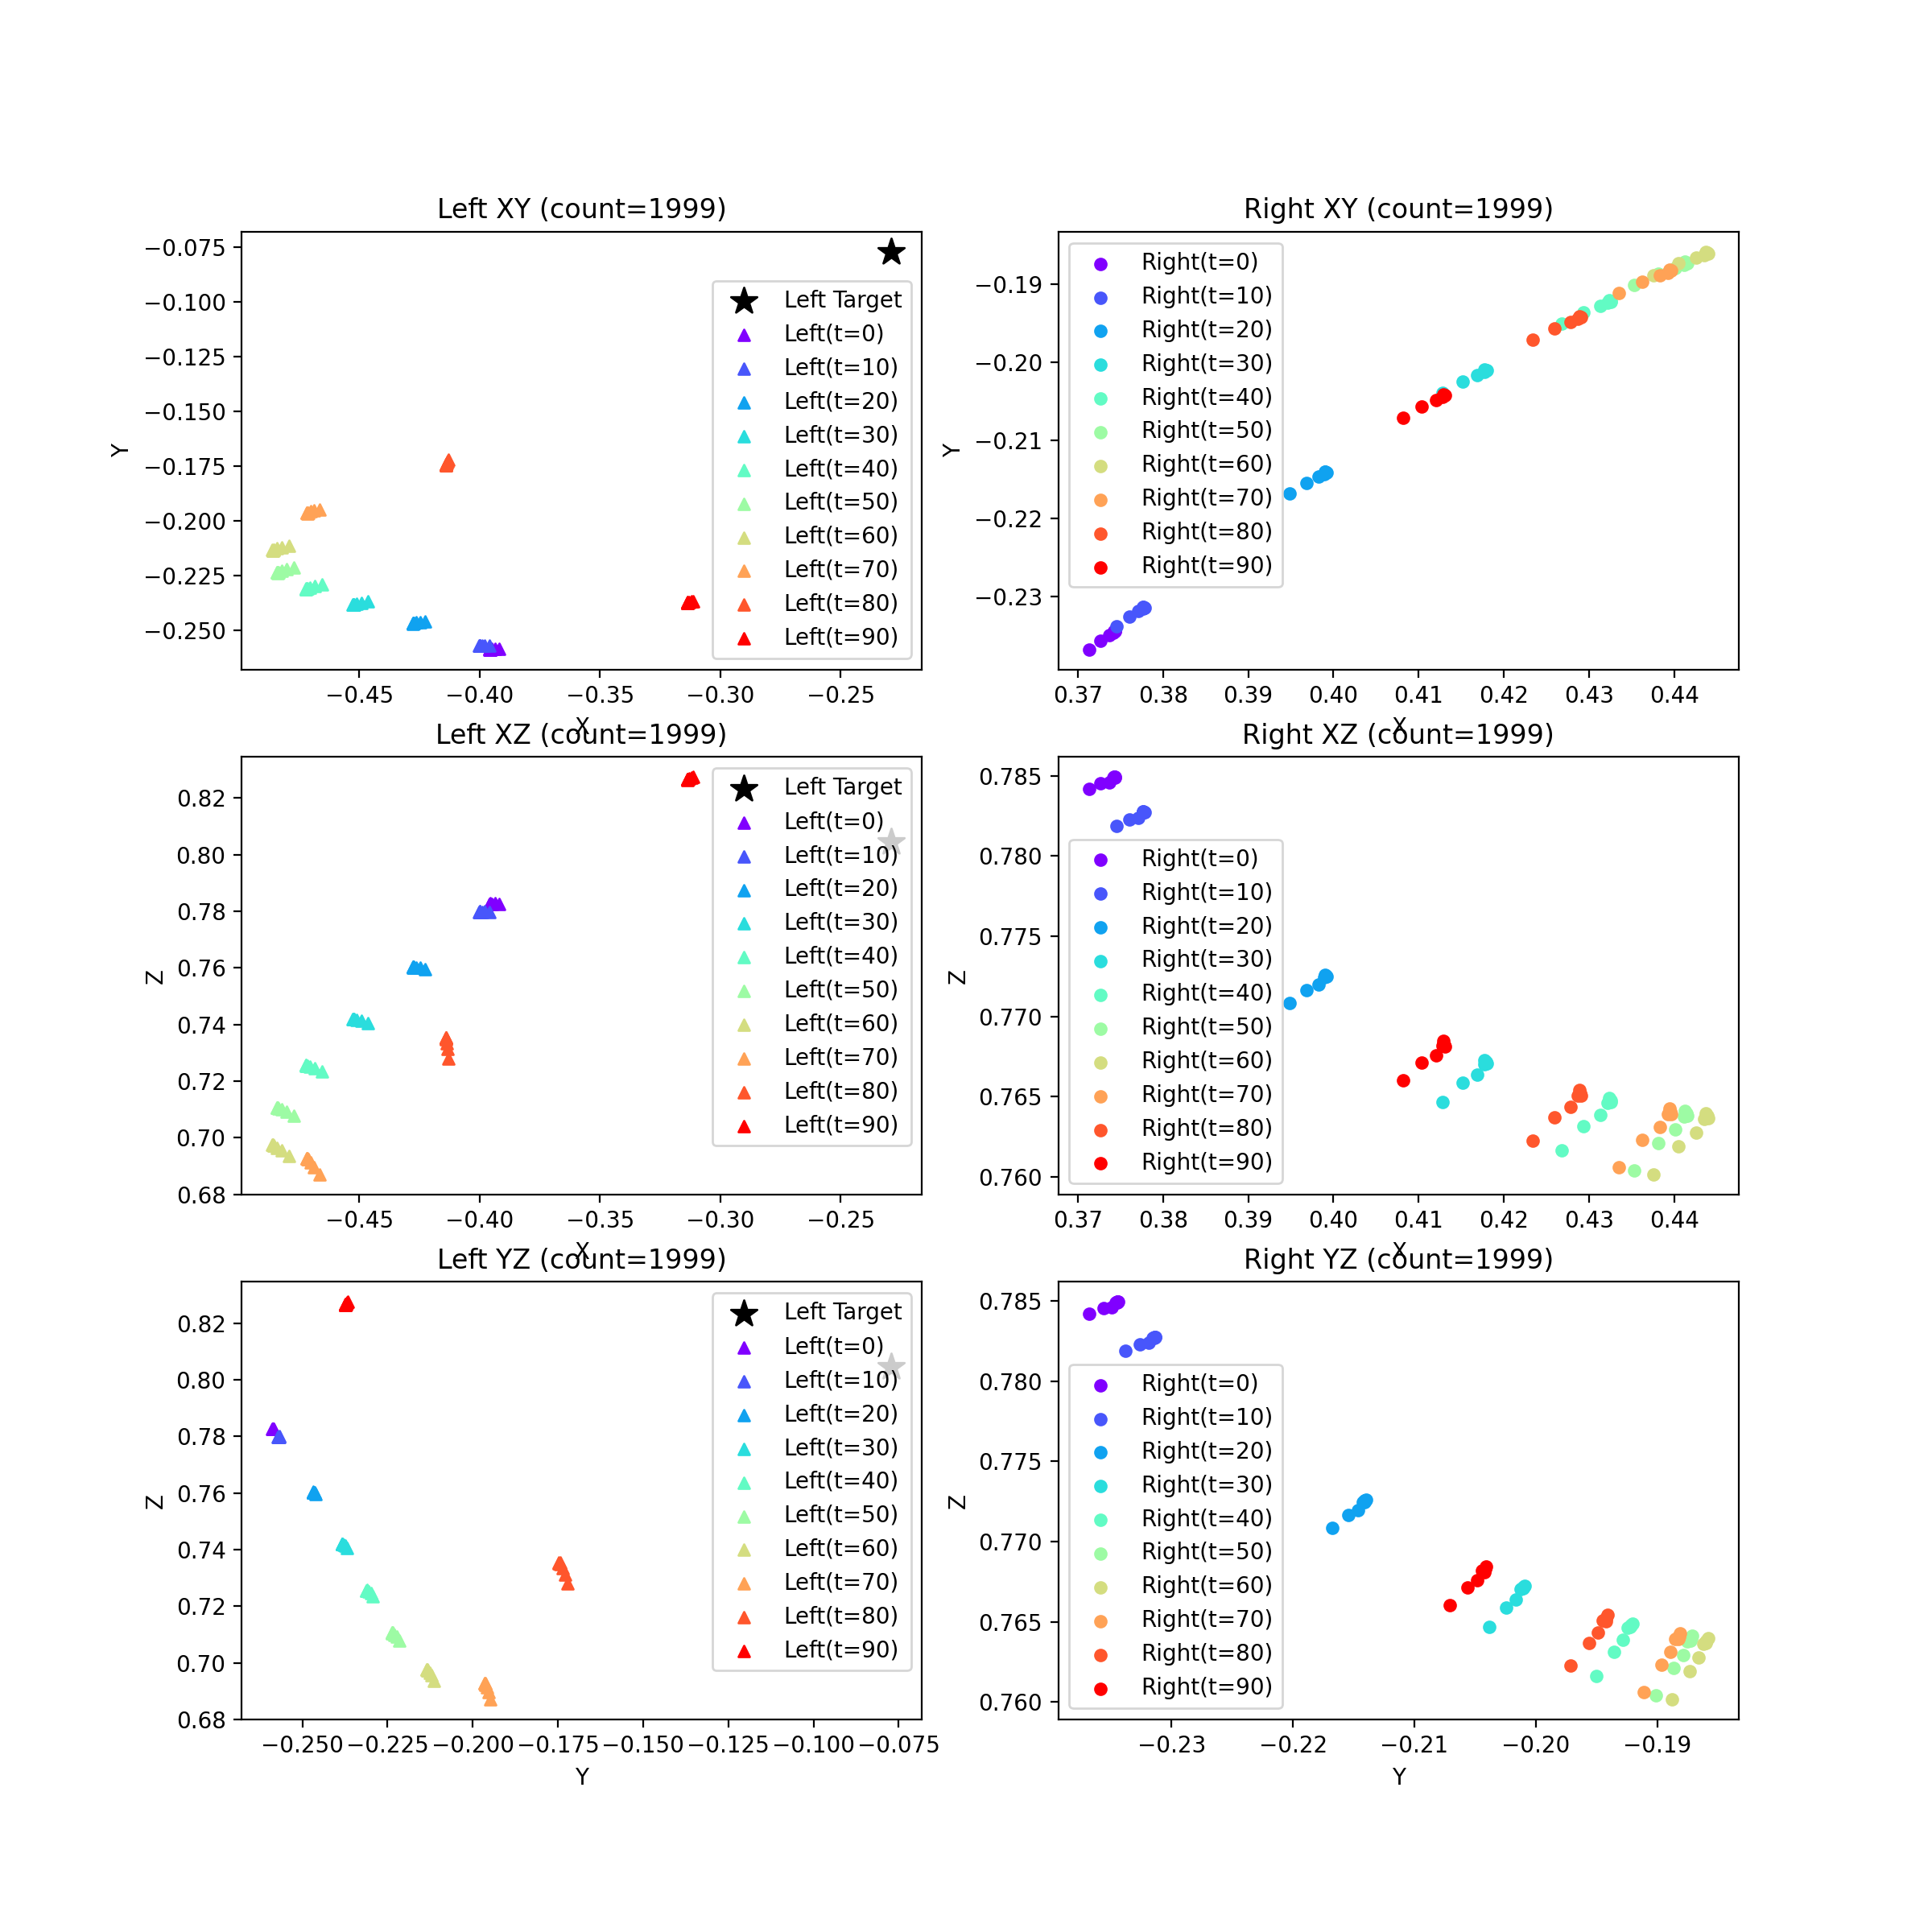 Left XY (count=1999)
−0.075
−0.100
−0.125
−0.150
−0.175
−0.200
−0.225
−0.250
Y
Left Target
Left(t=0)
Left(t=10)
Left(t=20)
Left(t=30)
Left(t=40)
Left(t=50)
Left(t=60)
Left(t=70)
Left(t=80)
Left(t=90)
−0.45 −0.40 −0.35 −0.30 −0.25
X
Right XY (count=1999)
−0.19
−0.20
−0.21
−0.22
−0.23
Y
Right(t=0)
Right(t=10)
Right(t=20)
Right(t=30)
Right(t=40)
Right(t=50)
Right(t=60)
Right(t=70)
Right(t=80)
Right(t=90)
0.37 0.38 0.39 0.40 0.41 0.42 0.43 0.44
X
Left XZ (count=1999)
0.82
0.80
0.78
0.76
0.74
0.72
0.70
0.68
Z
Left Target
Left(t=0)
Left(t=10)
Left(t=20)
Left(t=30)
Left(t=40)
Left(t=50)
Left(t=60)
Left(t=70)
Left(t=80)
Left(t=90)
−0.45 −0.40 −0.35 −0.30 −0.25
X
Right XZ (count=1999)
0.785
0.780
0.775
0.770
0.765
0.760
Z
Right(t=0)
Right(t=10)
Right(t=20)
Right(t=30)
Right(t=40)
Right(t=50)
Right(t=60)
Right(t=70)
Right(t=80)
Right(t=90)
0.37 0.38 0.39 0.40 0.41 0.42 0.43 0.44
X
Left YZ (count=1999)
0.82
0.80
0.78
0.76
0.74
0.72
0.70
0.68
Z
Left Target
Left(t=0)
Left(t=10)
Left(t=20)
Left(t=30)
Left(t=40)
Left(t=50)
Left(t=60)
Left(t=70)
Left(t=80)
Left(t=90)
−0.250 −0.225 −0.200 −0.175 −0.150 −0.125 −0.100 −0.075
Y
Right YZ (count=1999)
0.785
0.780
0.775
0.770
0.765
0.760
Z
Right(t=0)
Right(t=10)
Right(t=20)
Right(t=30)
Right(t=40)
Right(t=50)
Right(t=60)
Right(t=70)
Right(t=80)
Right(t=90)
−0.23 −0.22 −0.21 −0.20 −0.19
Y